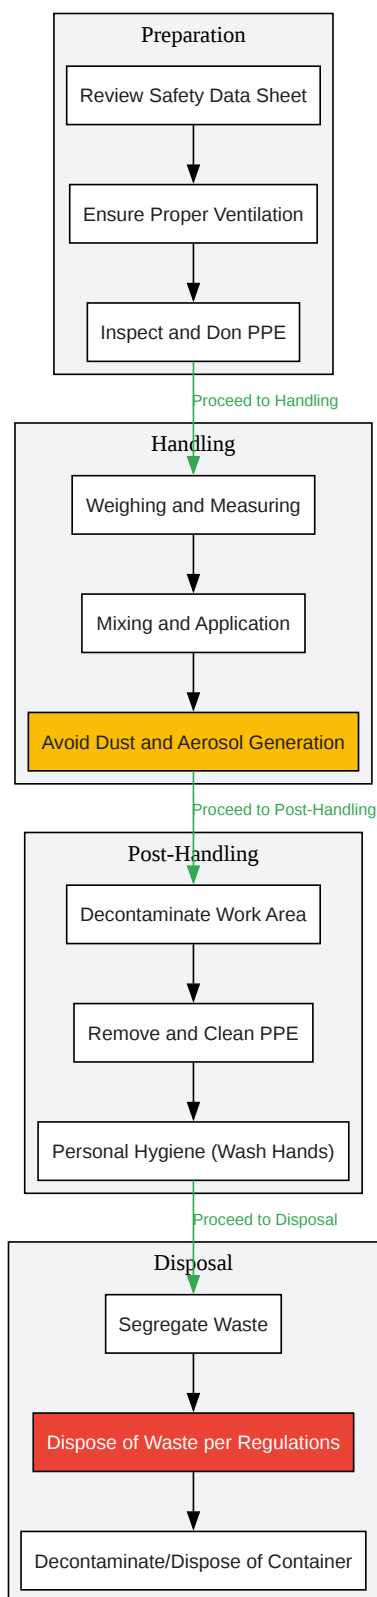 Preparation
Review Safety Data Sheet
Ensure Proper Ventilation
Inspect and Don PPE
Proceed to Handling
Handling
Weighing and Measuring
Mixing and Application
Avoid Dust and Aerosol Generation
Proceed to Post-Handling
Post-Handling
Decontaminate Work Area
Remove and Clean PPE
Personal Hygiene (Wash Hands)
Proceed to Disposal
Disposal
Segregate Waste
Dispose of Waste per Regulations
Decontaminate/Dispose of Container